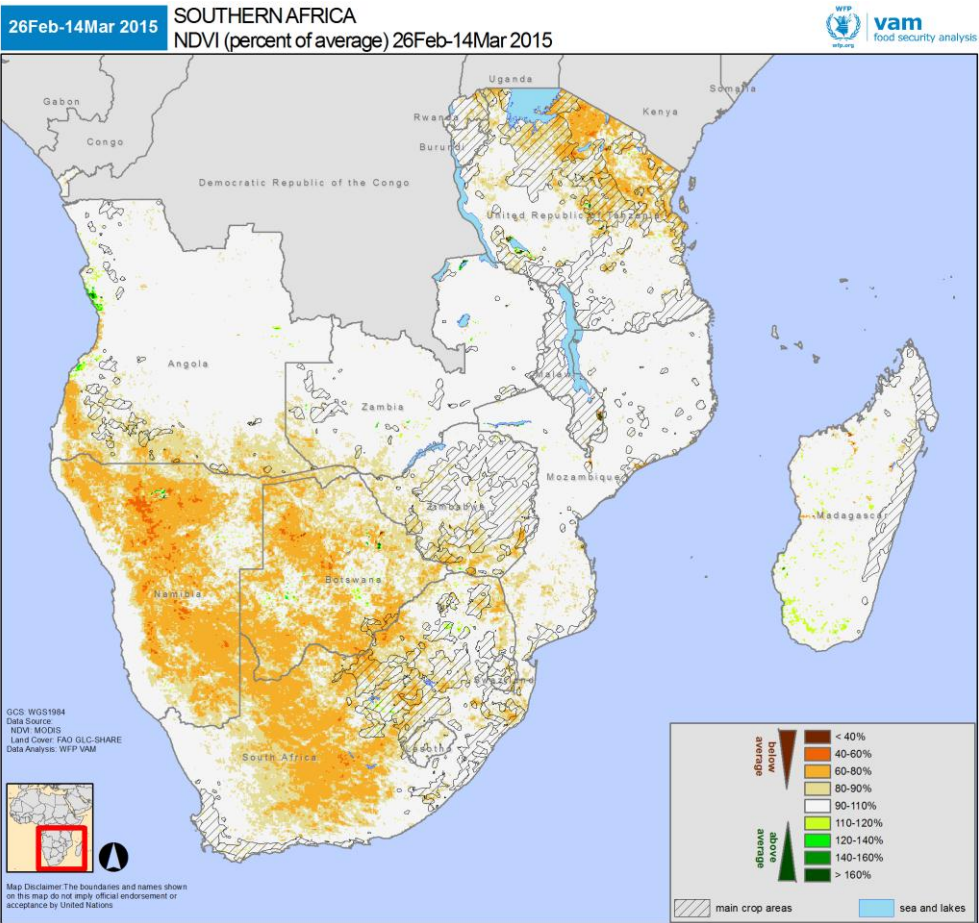 26Feb-14Mar 2015
SOUTHERN AFRICA
NDVI (percent of average) 26Feb-14Mar 2015
WFP
wfp.org
vam
food security analysis
Gabon
Congo
Democratic Republic of the Congo
Uganda
Rwanda
Burundi
Kenya
Somalia
United Republic of Tanzania
Angola
Zambia
Malawi
Mozambique
Zimbabwe
Madagascar
Namibia
Botswana
Swaziland
Lesotho
South Africa
GCS: WGS1984
Data Source:
NDVI: MODIS
Land Cover: FAO GLC-SHARE
Data Analysis: WFP VAM
Map Disclaimer:The boundaries and names shown
on this map do not imply official endorsement or
acceptance by United Nations
below
average
above
average
< 40%
40-60%
60-80%
80-90%
90-110%
110-120%
120-140%
140-160%
> 160%
main crop areas
sea and lakes